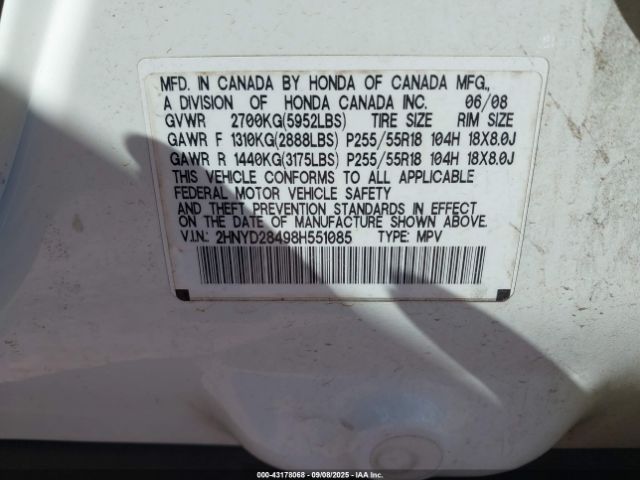 MFD. IN CANADA BY HONDA OF CANADA MFG.,
A DIVISION OF HONDA CANADA INC. 06/08
GVWR 2700KG(5952LBS) TIRE SIZE RIM SIZE
GAWR F 1310KG(2888LBS) P255/55R18 104H 18X8.0J
GAWR R 1440KG(3175LBS) P255/55R18 104H 18X8.0J
THIS VEHICLE CONFORMS TO ALL APPLICABLE
FEDERAL MOTOR VEHICLE SAFETY
AND THEFT PREVENTION STANDARDS IN EFFECT
ON THE DATE OF MANUFACTURE SHOWN ABOVE.
V.I.N.: 2HNYD28498H551085 TYPE: MPV
000-43178068 - 09/08/2025 - IAA Inc.